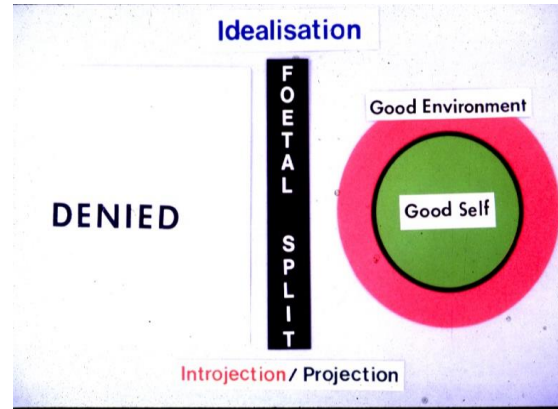 Idealisation
FOETAL SPLIT
Good Environment
DENIED
Good Self
Introjection / Projection